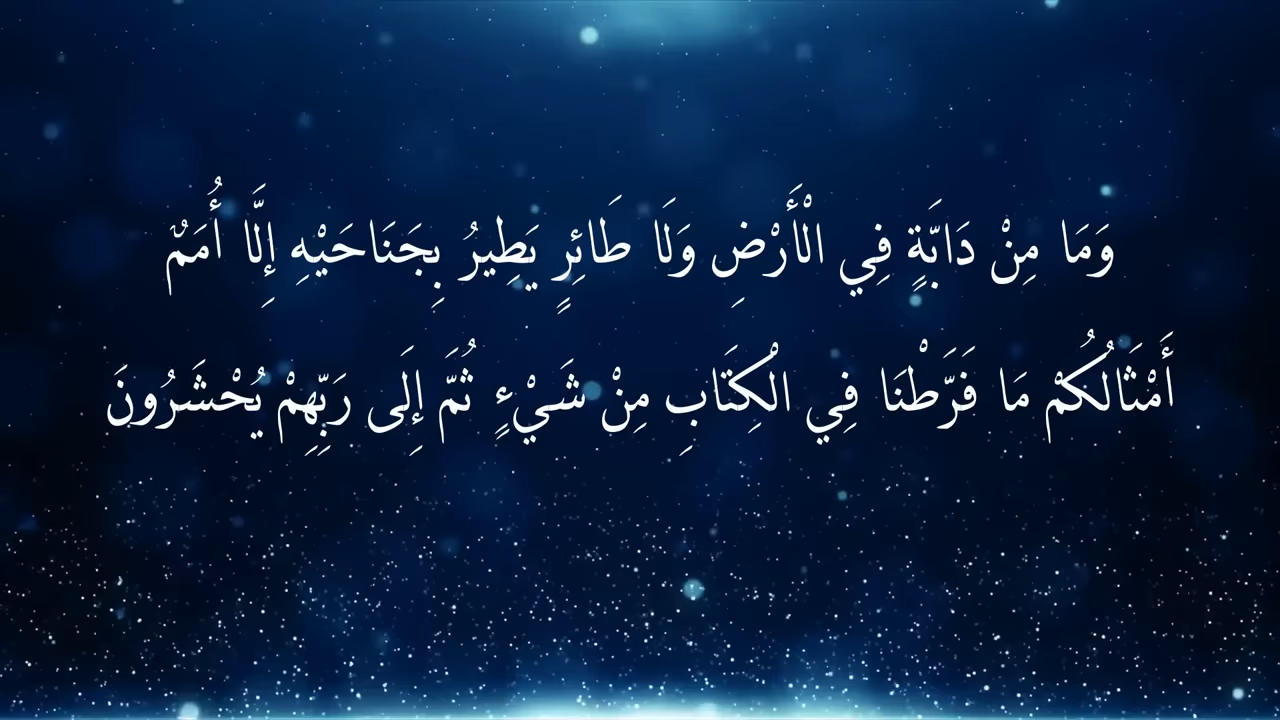 وَمَا مِنْ دَابَّةٍ فِي الْأَرْضِ وَلَا طَائِرٍ يَطِيرُ بِجَنَاحَيْهِ إِلَّا أُمَمٌ
أَمْثَالُكُمْ مَا فَرَّطْنَا فِي الْكِتَابِ مِنْ شَيْءٍ ثُمَّ إِلَى رَبِّهِمْ يُحْشَرُونَ